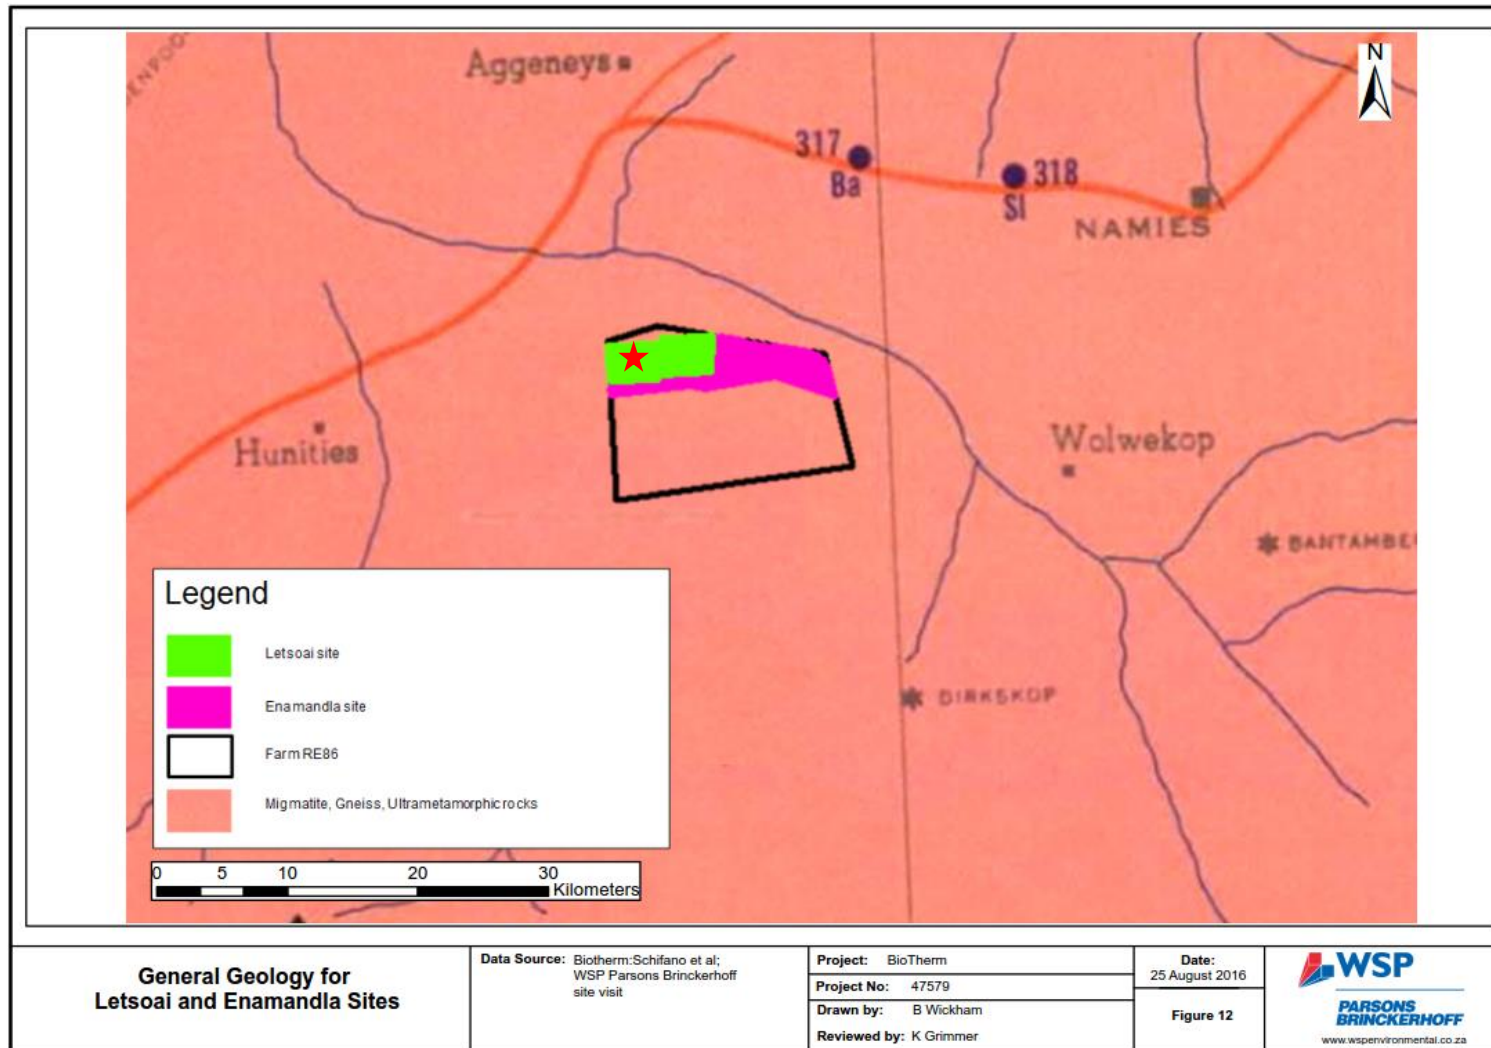 Aggeneys
N
317
Ba
318
Sl
NAMIES
Hunities
Wolwekop
BANTAMBE
DIRKSKOP
Legend
Letsoai site
Enamandla site
Farm RE86
Migmatite, Gneiss, Ultrametamorphic rocks
0 5 10 20 30
Kilometers
General Geology for
Letsoai and Enamandla Sites
Data Source: Biotherm:Schifano et al;
WSP Parsons Brinckerhoff
site visit
Project: BioTherm
Project No: 47579
Drawn by: B Wickham
Reviewed by: K Grimmer
Date:
25 August 2016
Figure 12
WSP
PARSONS
BRINCKERHOFF
www.wspenvironmental.co.za